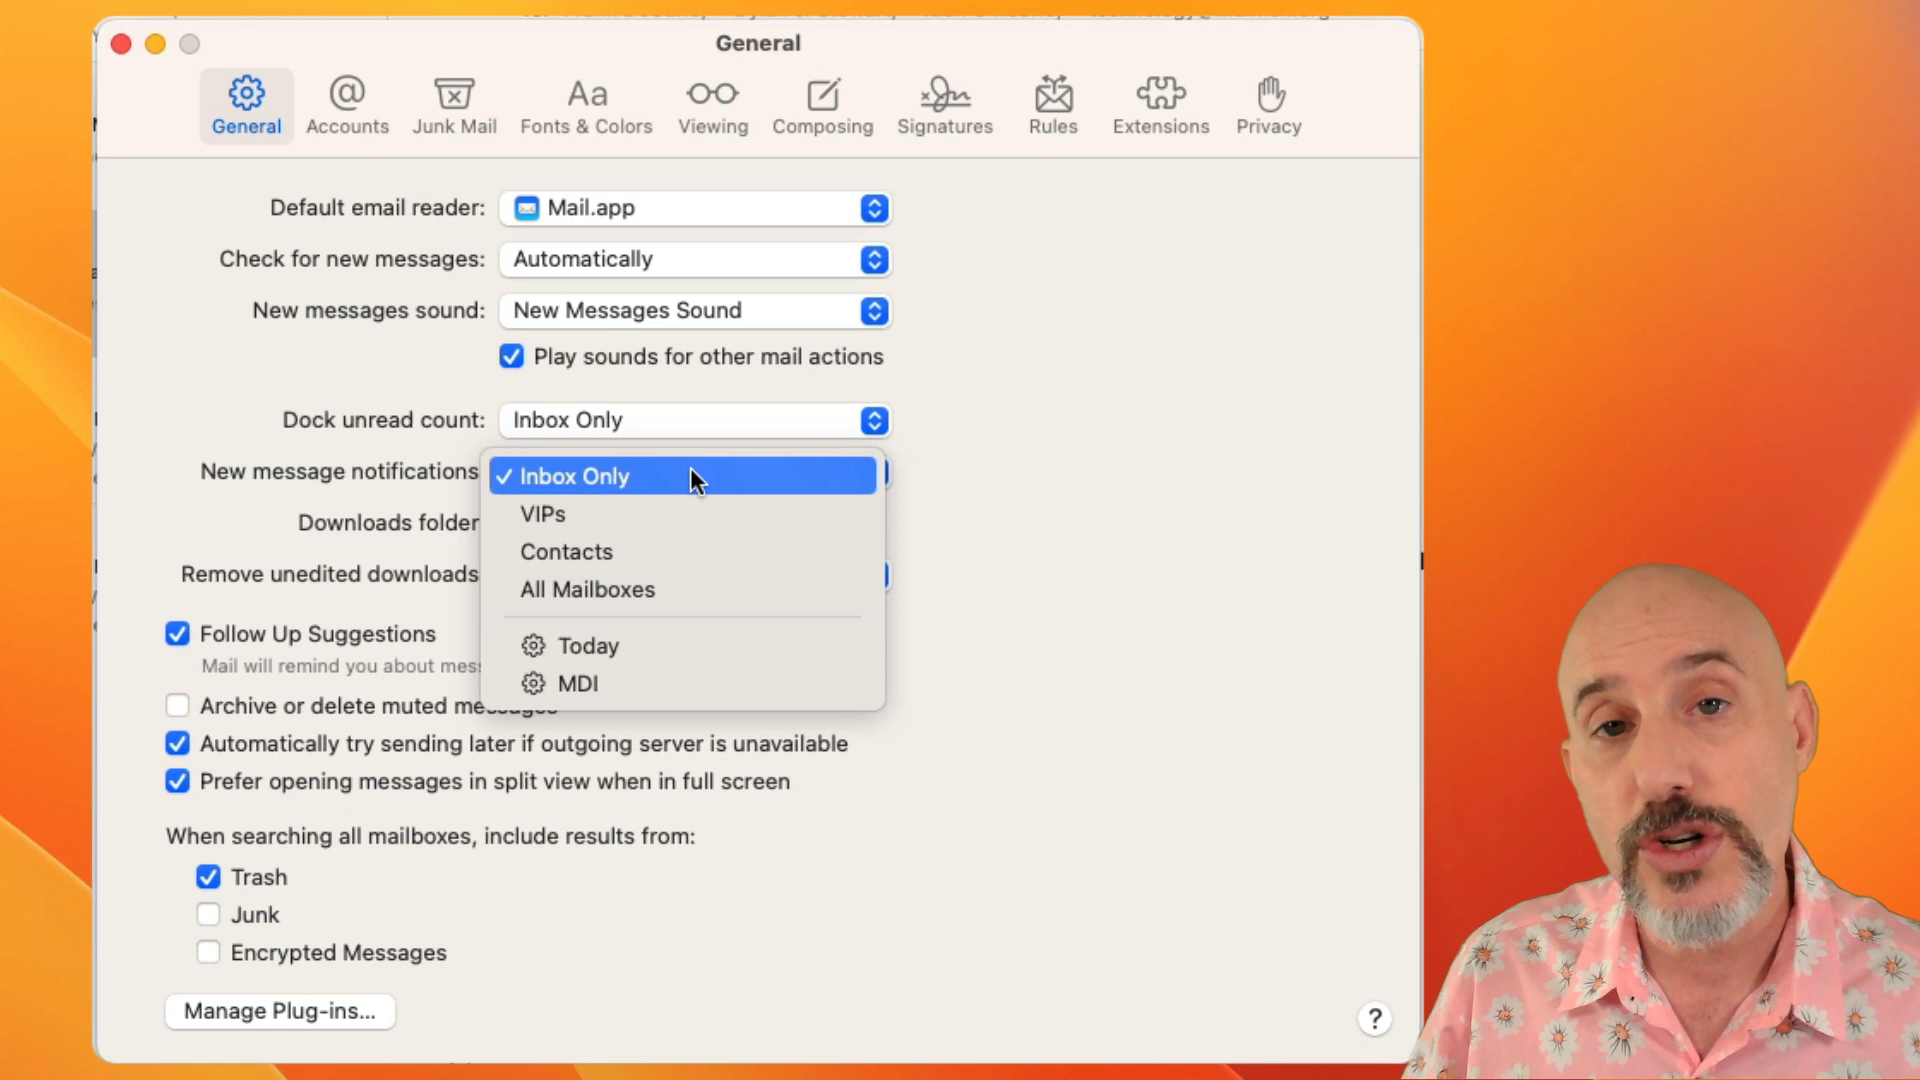 General
General
Accounts
Junk Mail
Aa
Fonts & Colors
Viewing
Composing
Signatures
Rules
Extensions
Privacy
Default email reader: Mail.app
Check for new messages: Automatically
New messages sound: New Messages Sound
Play sounds for other mail actions
Dock unread count: Inbox Only
New message notifications
Inbox Only
VIPs
Contacts
All Mailboxes
Today
MDI
Downloads folder
Remove unedited downloads
Follow Up Suggestions
Mail will remind you about mess
Archive or delete muted messages
Automatically try sending later if outgoing server is unavailable
Prefer opening messages in split view when in full screen
When searching all mailboxes, include results from:
Trash
Junk
Encrypted Messages
Manage Plug-ins...
?